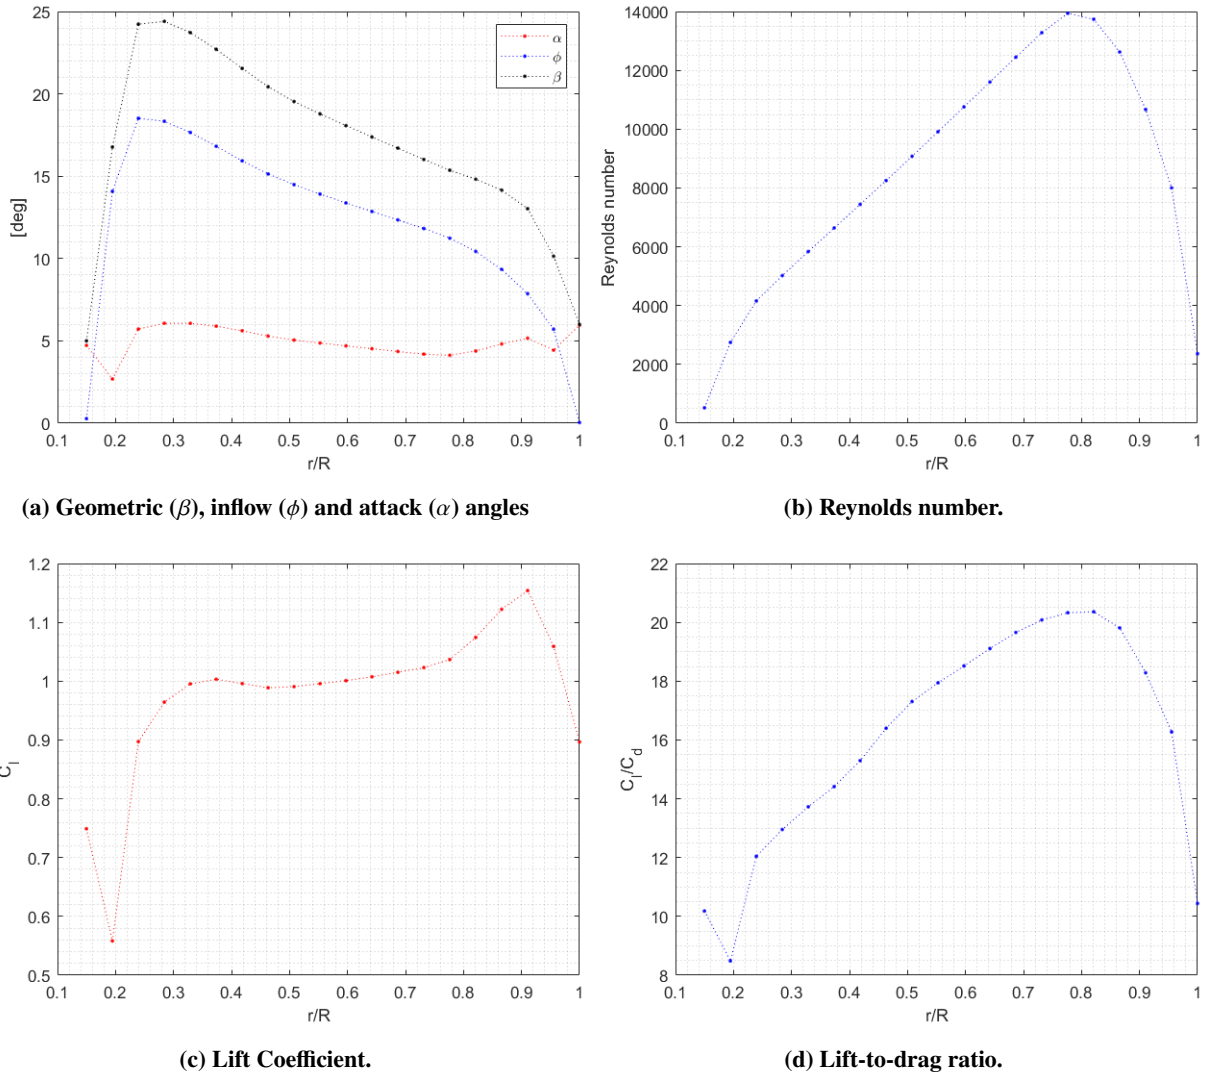 25
20
15
10
5
0
[deg]
α
ϕ
β
0.1 0.2 0.3 0.4 0.5 0.6 0.7 0.8 0.9 1
r/R
(a) Geometric (β), inflow (ϕ) and attack (α) angles
14000
12000
10000
8000
6000
4000
2000
0
Reynolds number
0.1 0.2 0.3 0.4 0.5 0.6 0.7 0.8 0.9 1
r/R
(b) Reynolds number.
1.2
1.1
1
0.9
0.8
0.7
0.6
0.5
C_l
0.1 0.2 0.3 0.4 0.5 0.6 0.7 0.8 0.9 1
r/R
(c) Lift Coefficient.
22
20
18
16
14
12
10
8
C_l/C_d
0.1 0.2 0.3 0.4 0.5 0.6 0.7 0.8 0.9 1
r/R
(d) Lift-to-drag ratio.